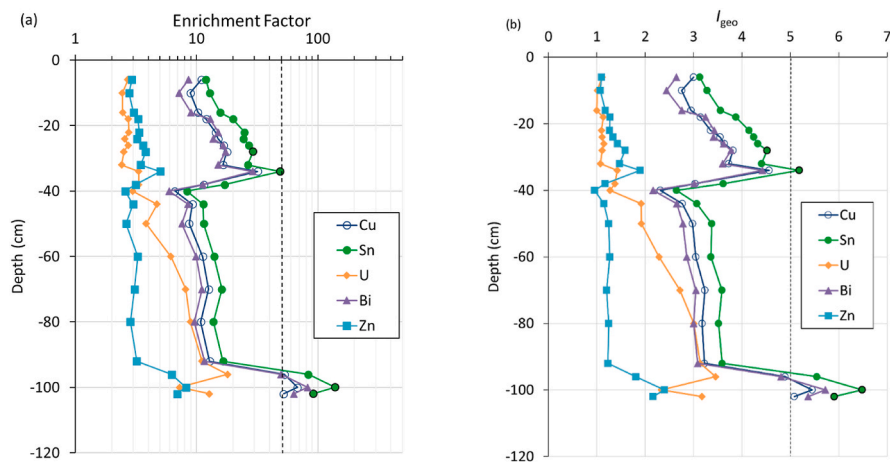 (a)
Enrichment Factor
1 10 100
0
-20
-40
-60
-80
-100
-120
Depth (cm)
Cu
Sn
U
Bi
Zn
(b)
Igeo
0 1 2 3 4 5 6 7
0
-20
-40
-60
-80
-100
-120
Depth (cm)
Cu
Sn
U
Bi
Zn